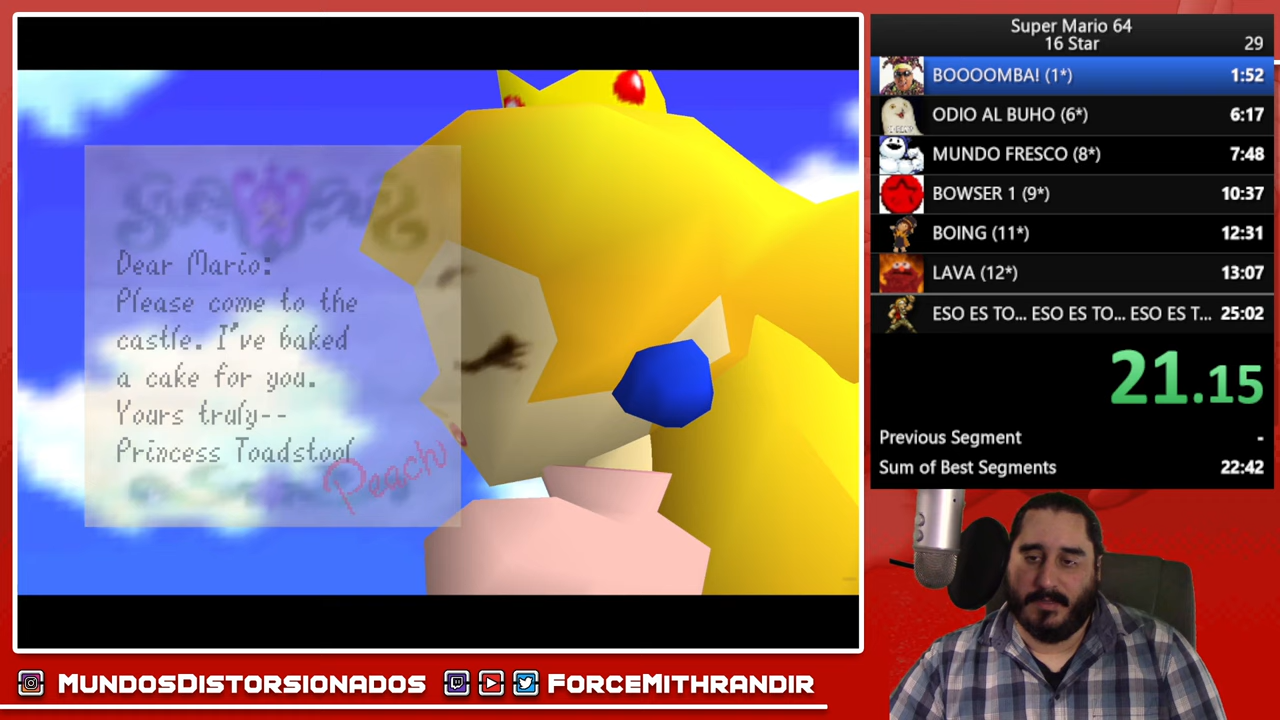 Dear Mario:
Please come to the
castle. I've baked
a cake for you.
Yours truly--
Princess Toadstool
Peach
Super Mario 64
16 Star 29
BOOOOMBA! (1*) 1:52
ODIO AL BUHO (6*) 6:17
MUNDO FRESCO (8*) 7:48
BOWSER 1 (9*) 10:37
BOING (11*) 12:31
LAVA (12*) 13:07
ESO ES TO... ESO ES TO... ESO ES T... 25:02
21.15
Previous Segment -
Sum of Best Segments 22:42
MUNDOSDISTORSIONADOS FORCEMITHRANDIR